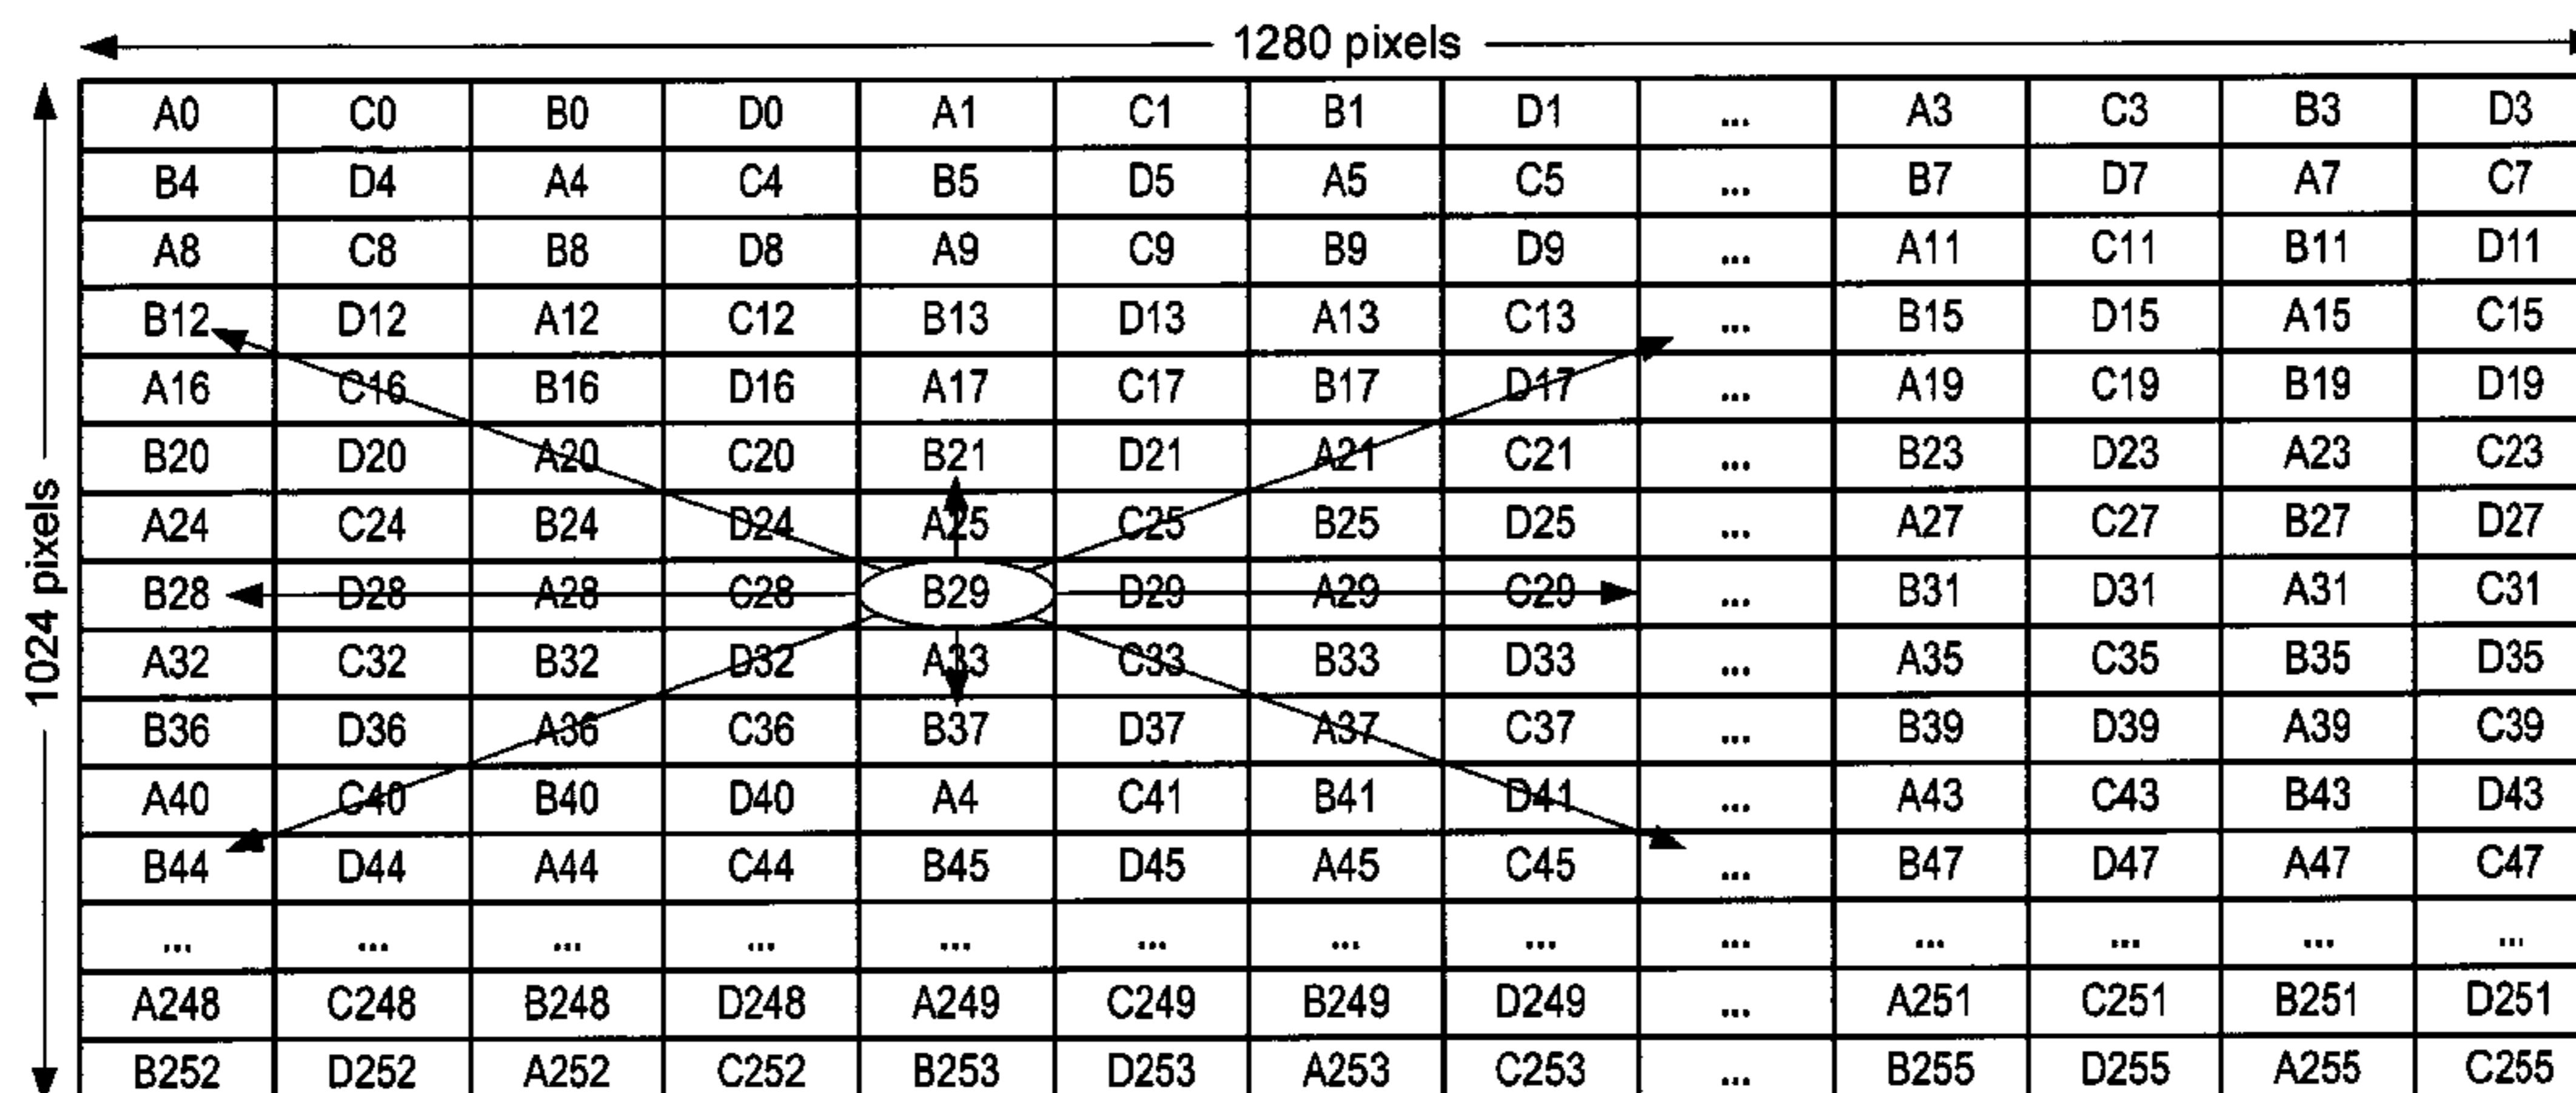 1280 pixels
1024 pixels
A0 C0 B0 D0 A1 C1 B1 D1 ... A3 C3 B3 D3
B4 D4 A4 C4 B5 D5 A5 C5 ... B7 D7 A7 C7
A8 C8 B8 D8 A9 C9 B9 D9 ... A11 C11 B11 D11
B12 D12 A12 C12 B13 D13 A13 C13 ... B15 D15 A15 C15
A16 C16 B16 D16 A17 C17 B17 D17 ... A19 C19 B19 D19
B20 D20 A20 C20 B21 D21 A21 C21 ... B23 D23 A23 C23
A24 C24 B24 D24 A25 C25 B25 D25 ... A27 C27 B27 D27
B28 D28 A28 C28 B29 D29 A29 C29 ... B31 D31 A31 C31
A32 C32 B32 D32 A33 C33 B33 D33 ... A35 C35 B35 D35
B36 D36 A36 C36 B37 D37 A37 C37 ... B39 D39 A39 C39
A40 C40 B40 D40 A4 C41 B41 D41 ... A43 C43 B43 D43
B44 D44 A44 C44 B45 D45 A45 C45 ... B47 D47 A47 C47
... ... ... ... ... ... ... ... ... ... ... ... ...
A248 C248 B248 D248 A249 C249 B249 D249 ... A251 C251 B251 D251
B252 D252 A252 C252 B253 D253 A253 C253 ... B255 D255 A255 C255